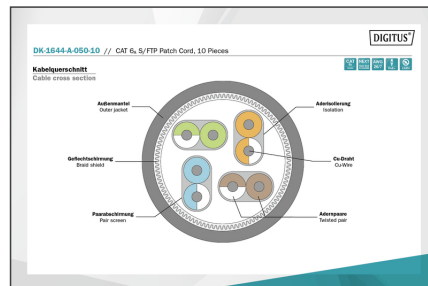 DIGITUS®
DK-1644-A-050-10 // CAT 6A S/FTP Patch Cord, 10 Pieces
Kabelquerschnitt
Cable cross section
Außenmantel
Outer jacket
Aderisolierung
Isolation
Geflechtschirmung
Braid shield
Cu-Draht
Cu-Wire
Paarabschirmung
Pair screen
Adernpaare
Twisted pair